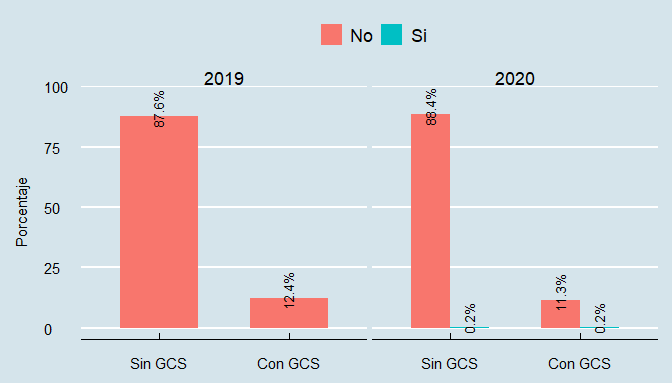 No Si
2019 2020
100
75
50
25
0
Porcentaje
87.6% 12.4% 88.4% 0.2% 11.3% 0.2%
Sin GCS Con GCS Sin GCS Con GCS